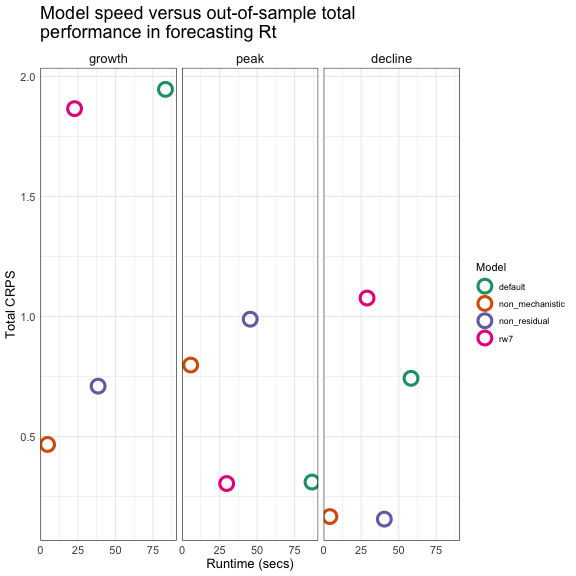 Model speed versus out-of-sample total
performance in forecasting Rt
growth peak decline
Total CRPS
2.0
1.5
1.0
0.5
0 25 50 75 0 25 50 75 0 25 50 75
Runtime (secs)
Model
default
non_mechanistic
non_residual
rw7